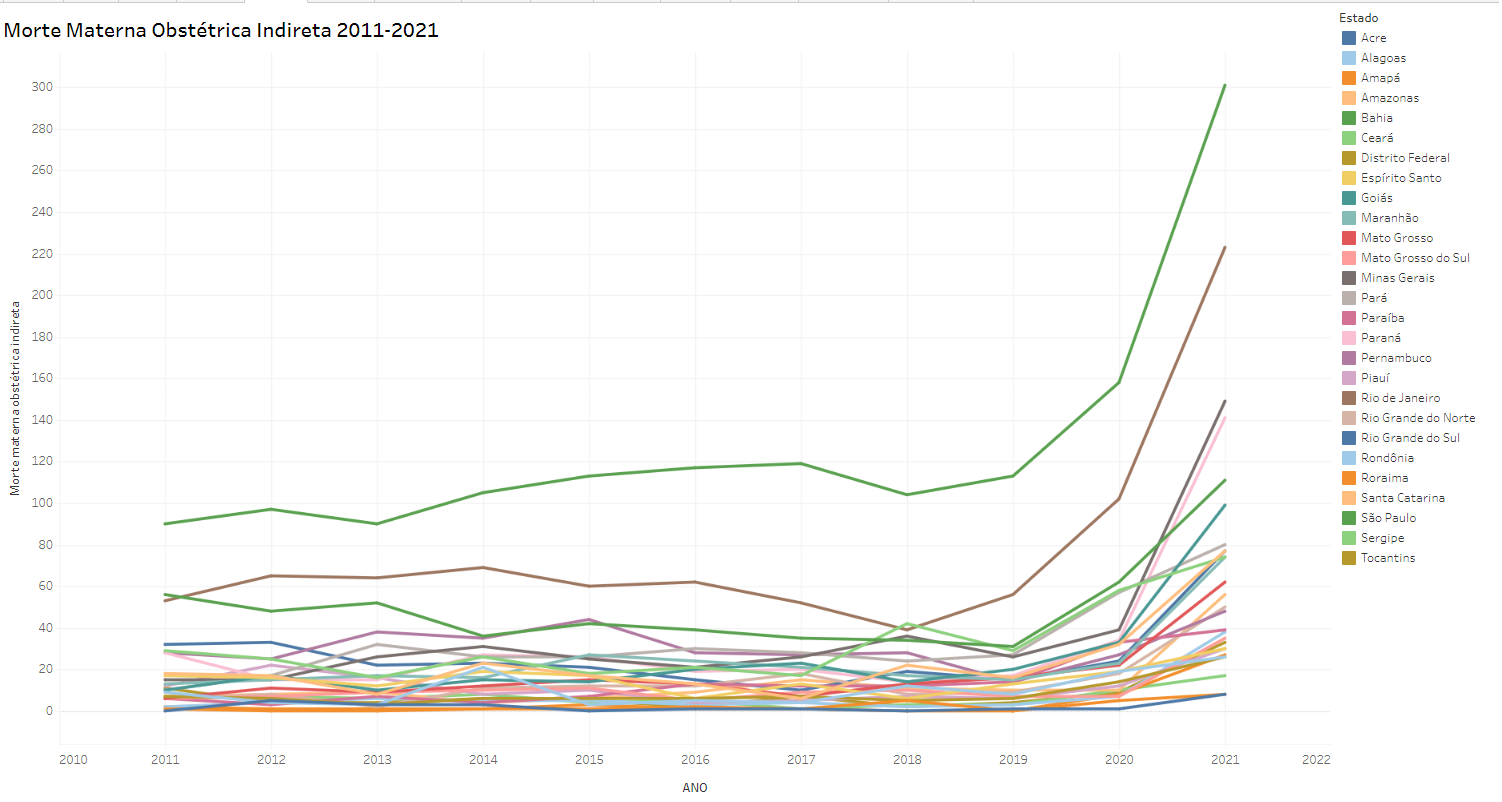 Morte Materna Obstétrica Indireta 2011-2021
Morte materna obstétrica indireta
300
280
260
240
220
200
180
160
140
120
100
80
60
40
20
0
2010 2011 2012 2013 2014 2015 2016 2017 2018 2019 2020 2021 2022
ANO
Estado
Acre
Alagoas
Amapá
Amazonas
Bahia
Ceará
Distrito Federal
Espírito Santo
Goiás
Maranhão
Mato Grosso
Mato Grosso do Sul
Minas Gerais
Pará
Paraíba
Paraná
Pernambuco
Piauí
Rio de Janeiro
Rio Grande do Norte
Rio Grande do Sul
Rondônia
Roraima
Santa Catarina
São Paulo
Sergipe
Tocantins